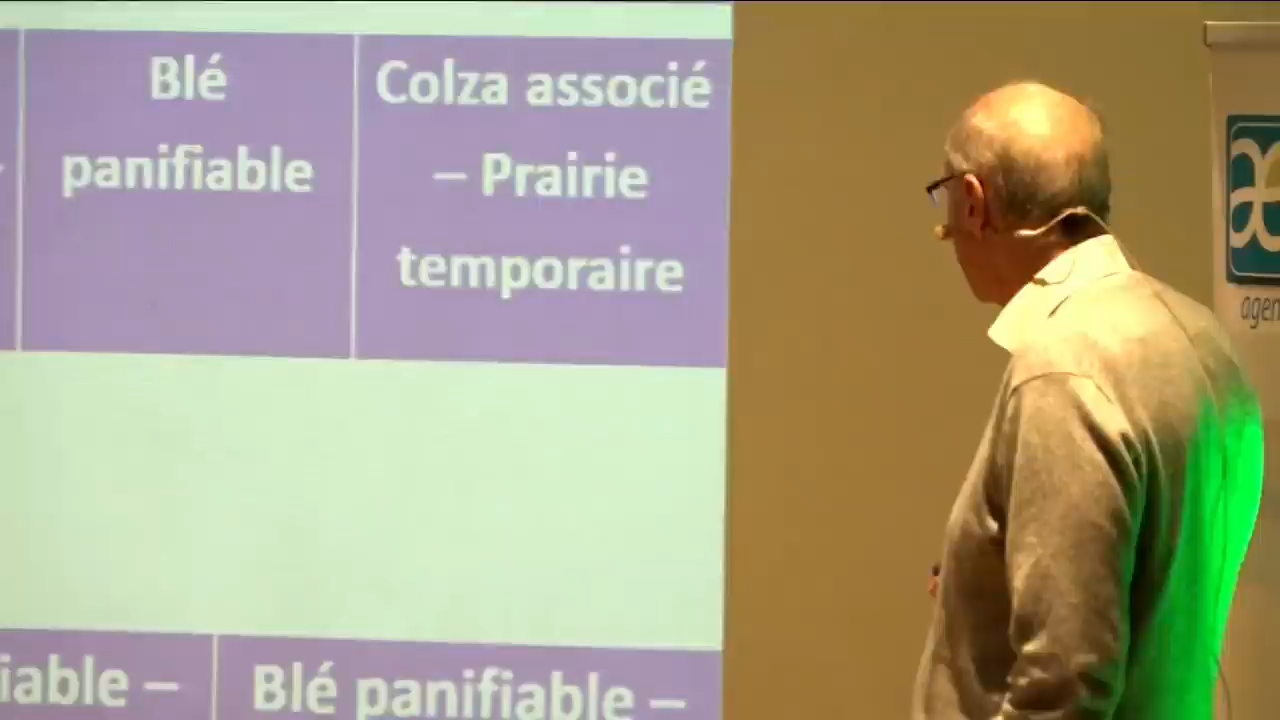 Blé
panifiable
Colza associé
– Prairie
temporaire
æ
agen
iable –
Blé panifiable –